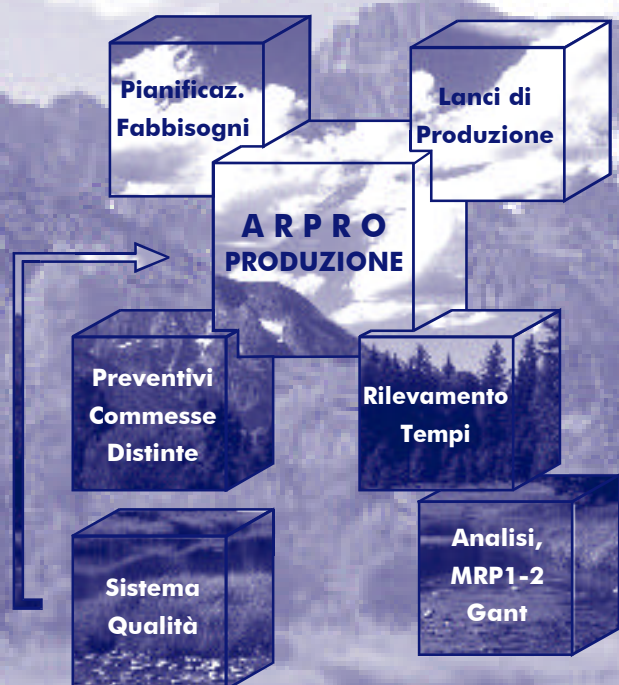 Pianificaz.
Fabbisogni
Lanci di
Produzione
A R P R O
PRODUZIONE
Preventivi
Commesse
Distinte
Rilevamento
Tempi
Sistema
Qualità
Analisi,
MRP1-2
Gant